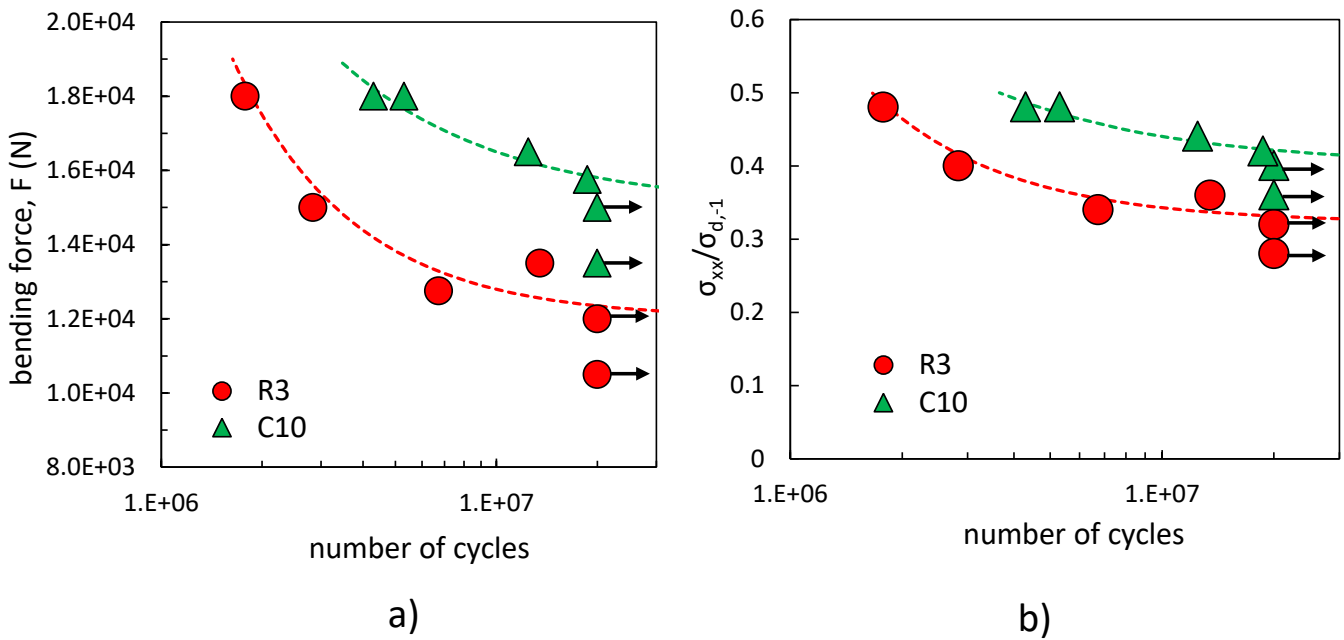 2.0E+04
1.8E+04
1.6E+04
1.4E+04
1.2E+04
1.0E+04
8.0E+03
bending force, F (N)
R3
C10
1.E+06
1.E+07
number of cycles
a)
0.6
0.5
0.4
0.3
0.2
0.1
0
σxx/σd,-1
R3
C10
1.E+06
1.E+07
number of cycles
b)